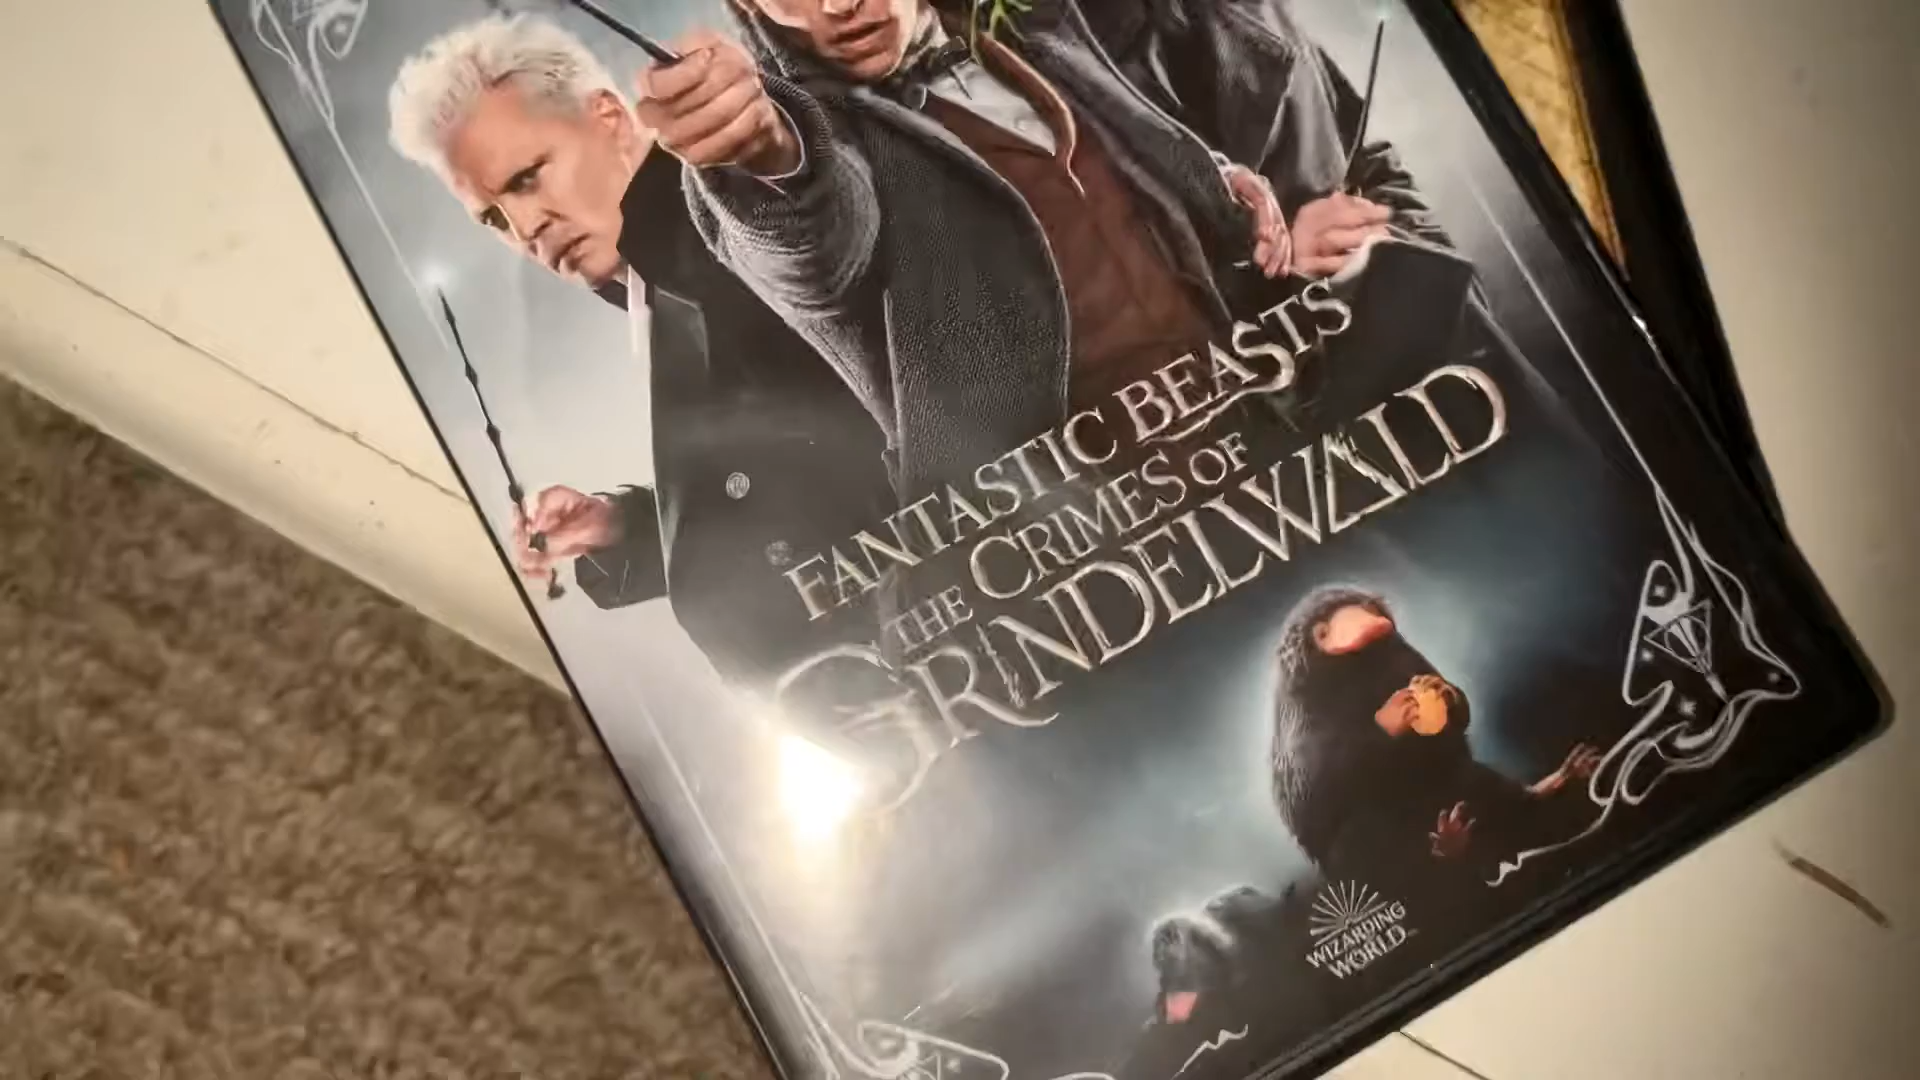 FANTASTIC BEASTS
THE CRIMES OF
GRINDELWALD
WIZARDING
WORLD